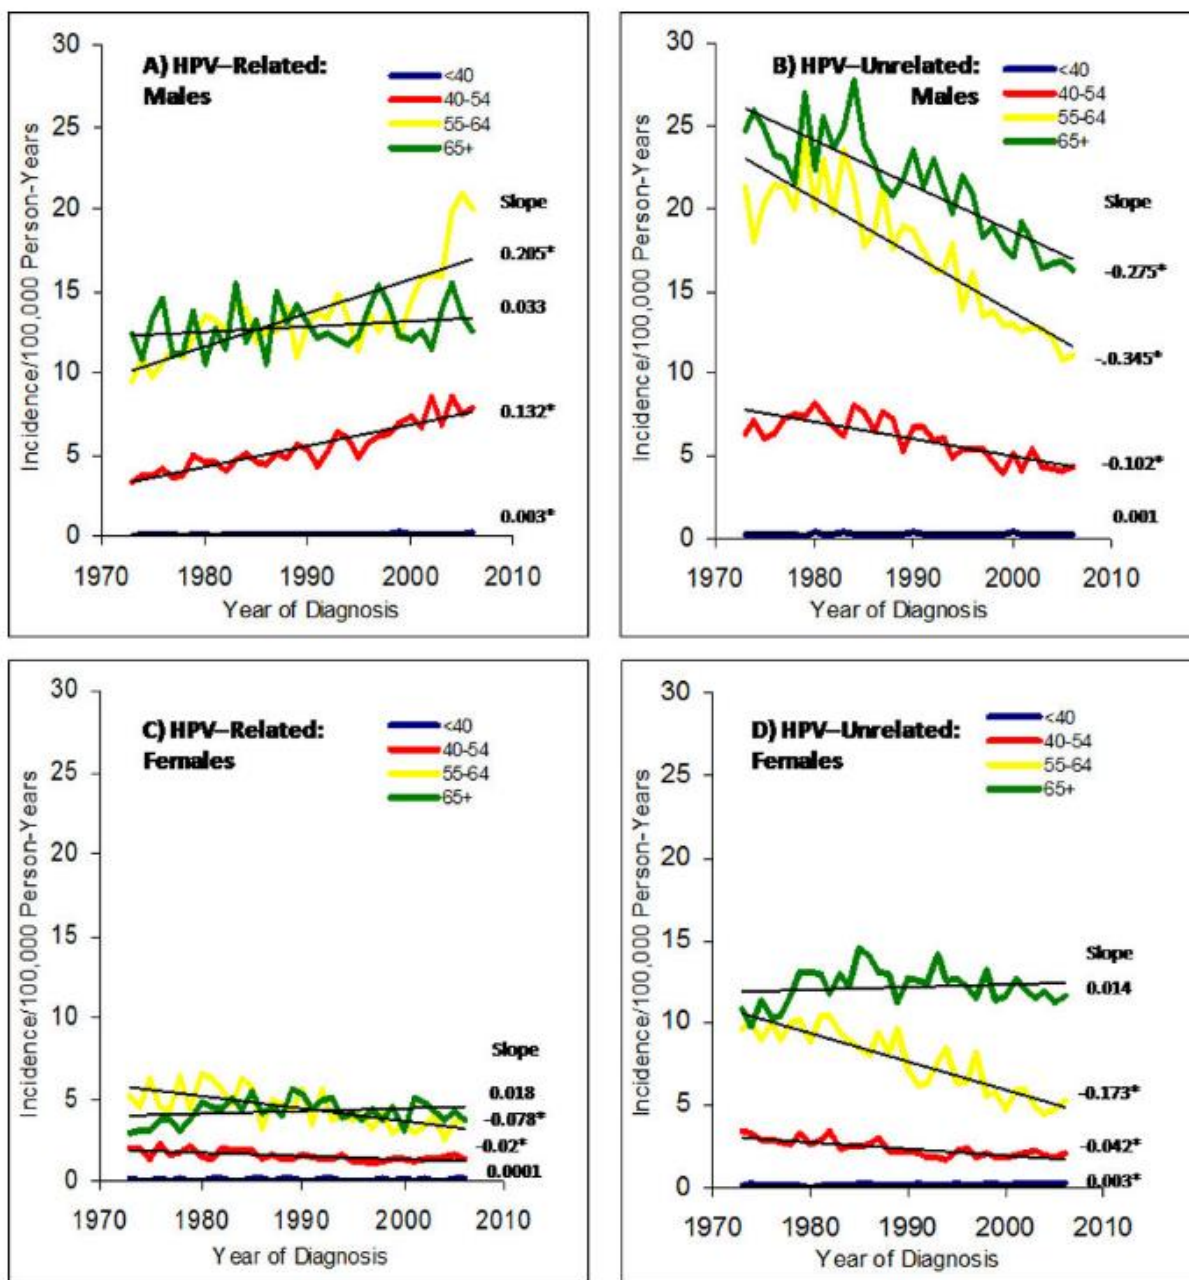 A) HPV–Related:
Males
<40
40-54
55-64
65+
Slope
0.205*
0.033
0.132*
0.003*
30
25
20
15
10
5
0
1970 1980 1990 2000 2010
Year of Diagnosis
Incidence/100,000 Person-Years
B) HPV–Unrelated:
Males
<40
40-54
55-64
65+
Slope
-0.275*
-.0.345*
-0.102*
0.001
30
25
20
15
10
5
0
1970 1980 1990 2000 2010
Year of Diagnosis
Incidence/100,000 Person-Years
C) HPV–Related:
Females
<40
40-54
55-64
65+
Slope
0.018
-0.078*
-0.02*
0.0001
30
25
20
15
10
5
0
1970 1980 1990 2000 2010
Year of Diagnosis
Incidence/100,000 Person-Years
D) HPV–Unrelated:
Females
<40
40-54
55-64
65+
Slope
0.014
-0.173*
-0.042*
0.003*
30
25
20
15
10
5
0
1970 1980 1990 2000 2010
Year of Diagnosis
Incidence/100,000 Person-Years